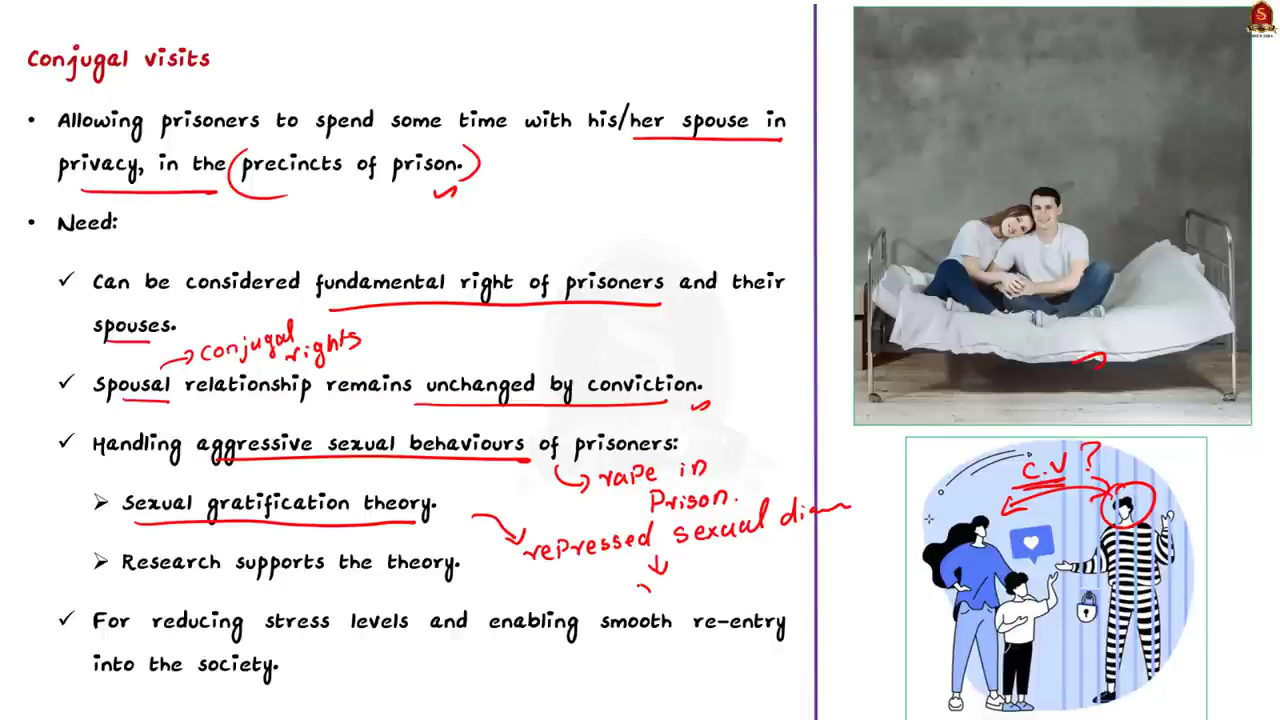 Conjugal visits
• Allowing prisoners to spend some time with his/her spouse in
privacy, in the (precincts of prison.)
• Need:
✓ Can be considered fundamental right of prisoners and their
spouses.
→ conjugal
rights
✓ Spousal relationship remains unchanged by conviction.
✓ Handling aggressive sexual behaviours of prisoners:
→ rape in
Prison.
➢ Sexual gratification theory.
→ repressed sexual
➢ Research supports the theory.
✓ For reducing stress levels and enabling smooth re-entry
into the society.
S
C.V ?